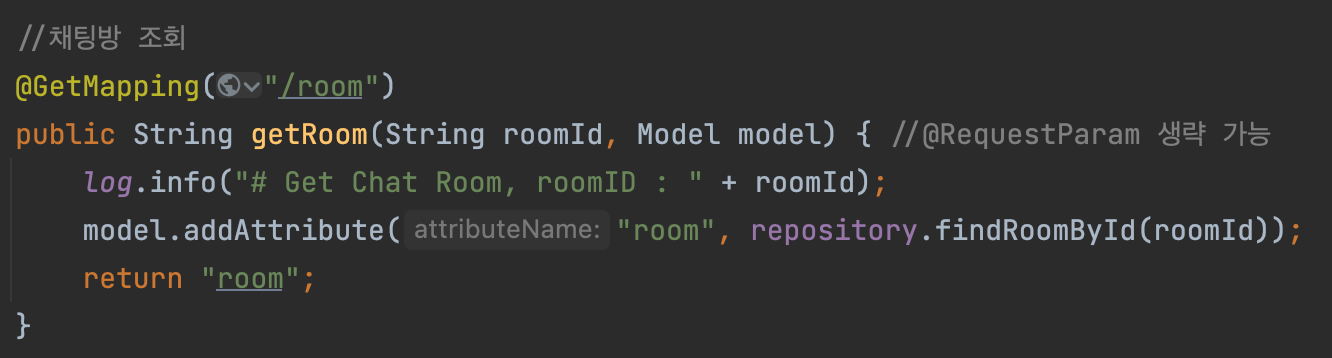 //채팅방 조회
@GetMapping("/room")
public String getRoom(String roomId, Model model) { //@RequestParam 생략 가능
log.info("# Get Chat Room, roomID : " + roomId);
model.addAttribute( attributeName: "room", repository.findRoomById(roomId));
return "room";
}